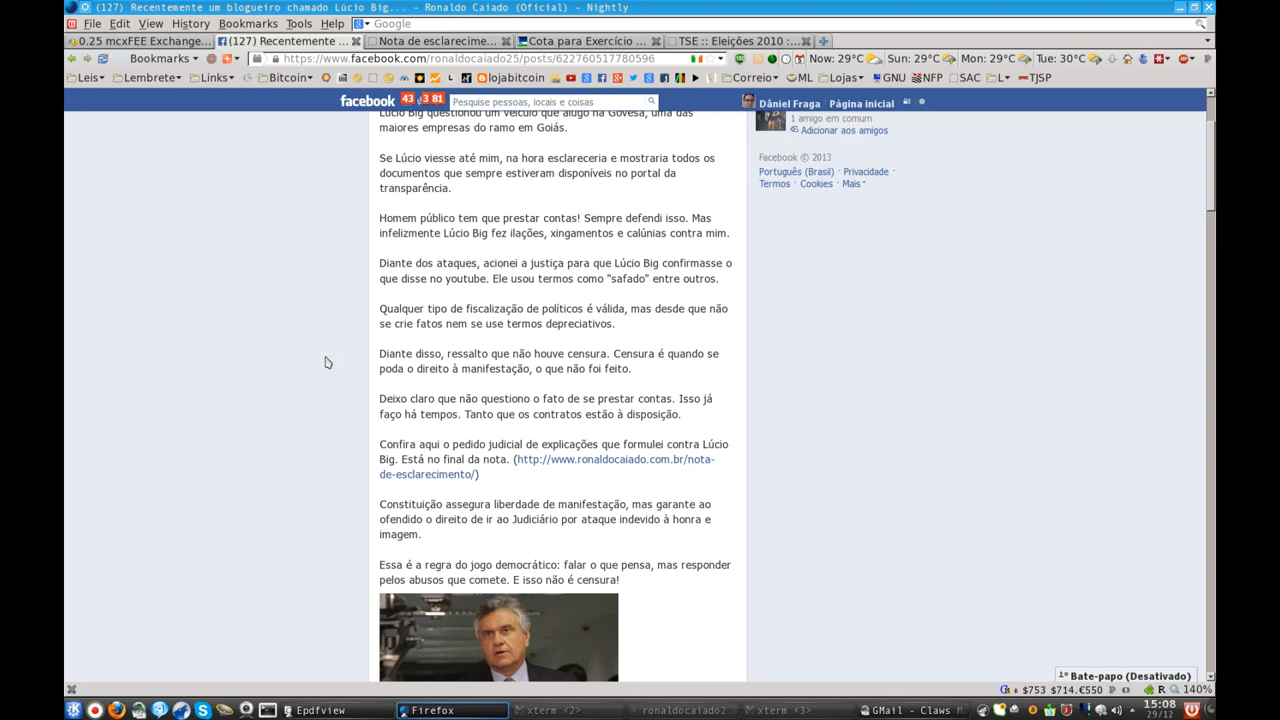 (127) Recentemente um blogueiro chamado Lúcio Big... - Ronaldo Caiado (Oficial) - Nightly
File Edit View History Bookmarks Tools Help Google
0.25 mcxFEE Exchange... (127) Recentemente ... Nota de esclarecime... Cota para Exercício ... TSE :: Eleições 2010 :...
Bookmarks https://www.facebook.com/ronaldocaiado25/posts/622760517780596 Now: 29°C Sun: 29°C Mon: 29°C Tue: 30°C
Leis Lembrete Links Bitcoin lojabitcoin Correio ML Lojas GNU NFP SAC L TJSP
facebook 43 3 81 Pesquise pessoas, locais e coisas Dâniel Fraga Página inicial
Lúcio Big questionou um veículo que alugo na Govesa, uma das
maiores empresas do ramo em Goiás.
1 amigo em comum
Adicionar aos amigos
Facebook © 2013
Português (Brasil) · Privacidade ·
Termos · Cookies · Mais
Se Lúcio viesse até mim, na hora esclareceria e mostraria todos os
documentos que sempre estiveram disponíveis no portal da
transparência.
Homem público tem que prestar contas! Sempre defendi isso. Mas
infelizmente Lúcio Big fez ilações, xingamentos e calúnias contra mim.
Diante dos ataques, acionei a justiça para que Lúcio Big confirmasse o
que disse no youtube. Ele usou termos como "safado" entre outros.
Qualquer tipo de fiscalização de políticos é válida, mas desde que não
se crie fatos nem se use termos depreciativos.
Diante disso, ressalto que não houve censura. Censura é quando se
poda o direito à manifestação, o que não foi feito.
Deixo claro que não questiono o fato de se prestar contas. Isso já
faço há tempos. Tanto que os contratos estão à disposição.
Confira aqui o pedido judicial de explicações que formulei contra Lúcio
Big. Está no final da nota. (http://www.ronaldocaiado.com.br/nota-
de-esclarecimento/)
Constituição assegura liberdade de manifestação, mas garante ao
ofendido o direito de ir ao Judiciário por ataque indevido à honra e
imagem.
Essa é a regra do jogo democrático: falar o que pensa, mas responder
pelos abusos que comete. E isso não é censura!
Bate-papo (Desativado)
$753 $714.€550 R 140%
Epdfview Firefox xterm <2> ronaldocaiado2 xterm <3> GMail - Claws M 15:08
29/12